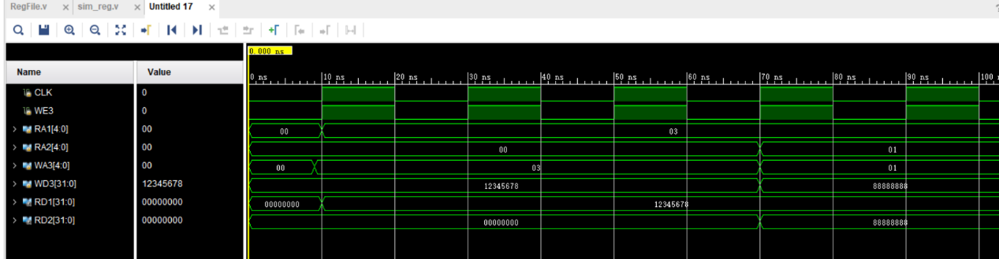 RegFile.v × sim_reg.v × Untitled 17 ×
0.000 ns
Name Value
0 ns 10 ns 20 ns 30 ns 40 ns 50 ns 60 ns 70 ns 80 ns 90 ns 100
CLK 0
WE3 0
RA1[4:0] 00 00 03
RA2[4:0] 00 00 01
WA3[4:0] 00 00 03 01
WD3[31:0] 12345678 12345678 88888888
RD1[31:0] 00000000 00000000 12345678
RD2[31:0] 00000000 00000000 88888888